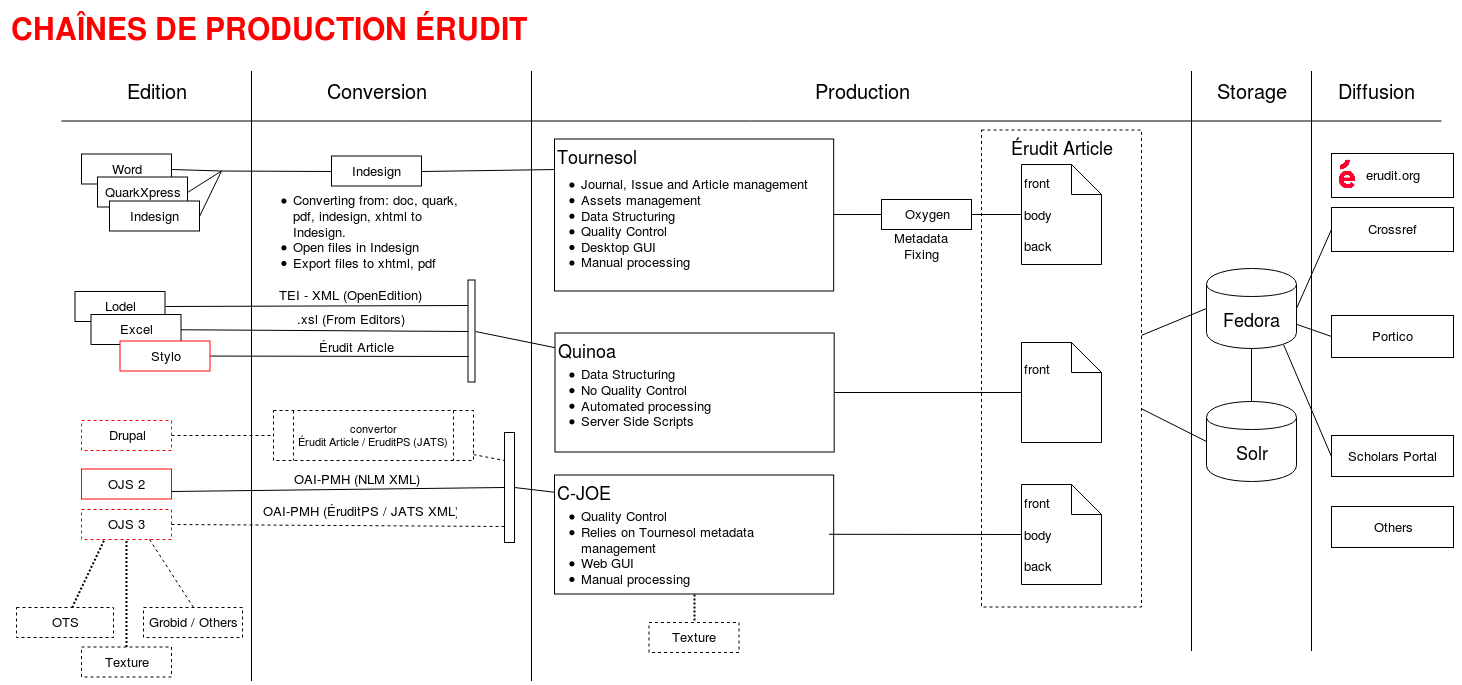 CHAÎNES DE PRODUCTION ÉRUDIT
Edition
Conversion
Production
Storage
Diffusion
Word
QuarkXpress
Indesign
Indesign
Converting from: doc, quark,
pdf, indesign, xhtml to
Indesign.
Open files in Indesign
Export files to xhtml, pdf
Tournesol
Journal, Issue and Article management
Assets management
Data Structuring
Quality Control
Desktop GUI
Manual processing
Oxygen
Metadata
Fixing
Érudit Article
front
body
back
é erudit.org
Crossref
Lodel
Excel
Stylo
TEI - XML (OpenEdition)
.xsl (From Editors)
Érudit Article
Quinoa
Data Structuring
No Quality Control
Automated processing
Server Side Scripts
front
Fedora
Solr
Portico
Scholars Portal
Others
Drupal
OJS 2
OJS 3
convertor
Érudit Article / EruditPS (JATS)
OAI-PMH (NLM XML)
OAI-PMH (ÉruditPS / JATS XML)
C-JOE
Quality Control
Relies on Tournesol metadata
management
Web GUI
Manual processing
front
body
back
OTS
Grobid / Others
Texture
Texture